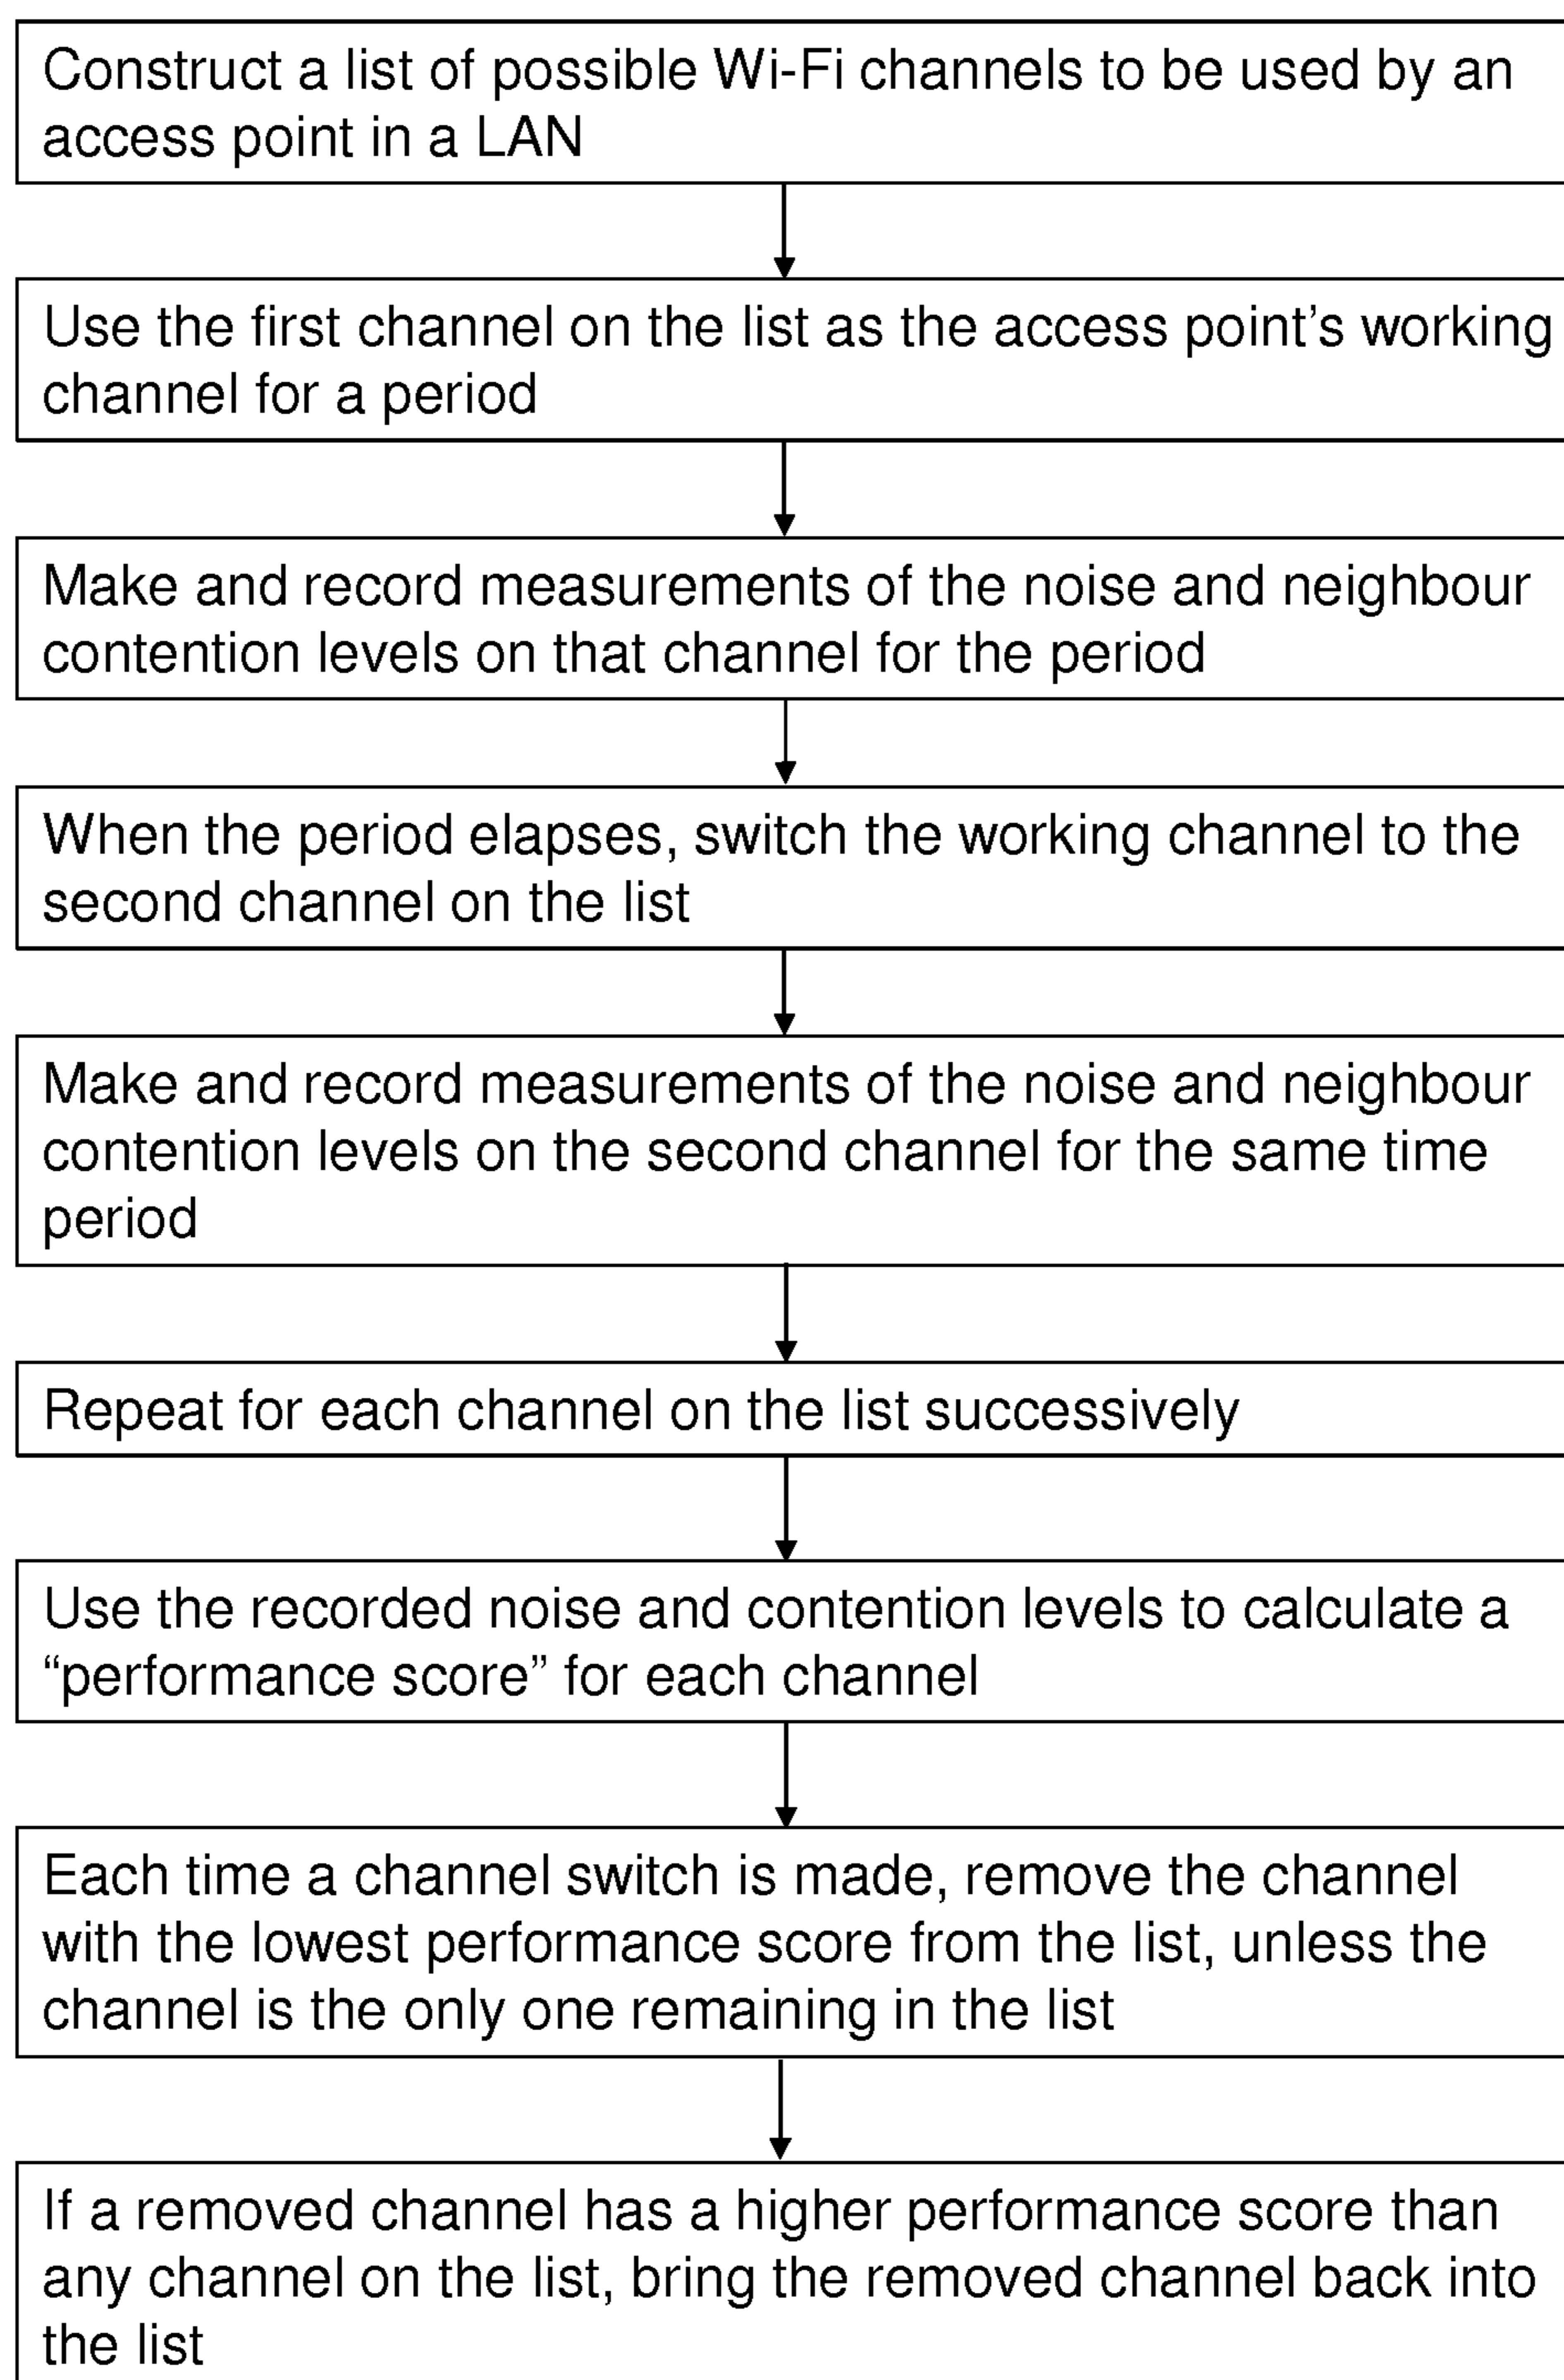 Construct a list of possible Wi-Fi channels to be used by an
access point in a LAN
Use the first channel on the list as the access point’s working
channel for a period
Make and record measurements of the noise and neighbour
contention levels on that channel for the period
When the period elapses, switch the working channel to the
second channel on the list
Make and record measurements of the noise and neighbour
contention levels on the second channel for the same time
period
Repeat for each channel on the list successively
Use the recorded noise and contention levels to calculate a
“performance score” for each channel
Each time a channel switch is made, remove the channel
with the lowest performance score from the list, unless the
channel is the only one remaining in the list
If a removed channel has a higher performance score than
any channel on the list, bring the removed channel back into
the list